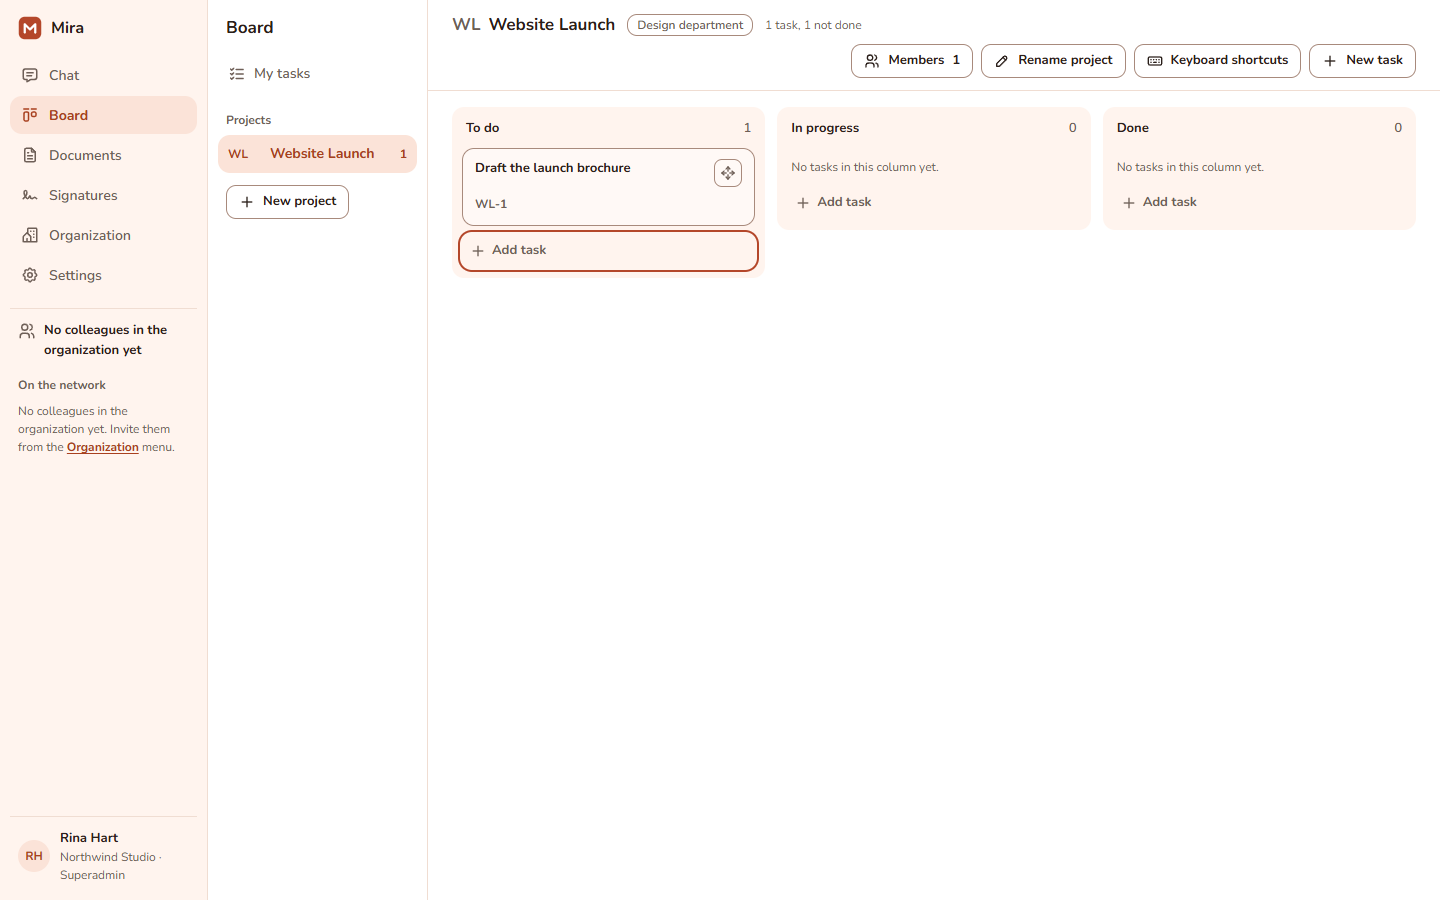 Mira
Chat
Board
Documents
Signatures
Organization
Settings
No colleagues in the
organization yet
On the network
No colleagues in the
organization yet. Invite them
from the Organization menu.
RH
Rina Hart
Northwind Studio ·
Superadmin
Board
My tasks
Projects
WL Website Launch 1
New project
WL Website Launch Design department 1 task, 1 not done
Members 1 Rename project Keyboard shortcuts New task
To do 1
Draft the launch brochure
WL-1
Add task
In progress 0
No tasks in this column yet.
Add task
Done 0
No tasks in this column yet.
Add task